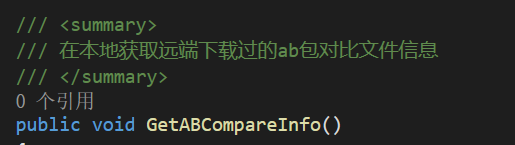 /// <summary>
/// 在本地获取远端下载过的ab包对比文件信息
/// </summary>
0 个引用
public void GetABCompareInfo()